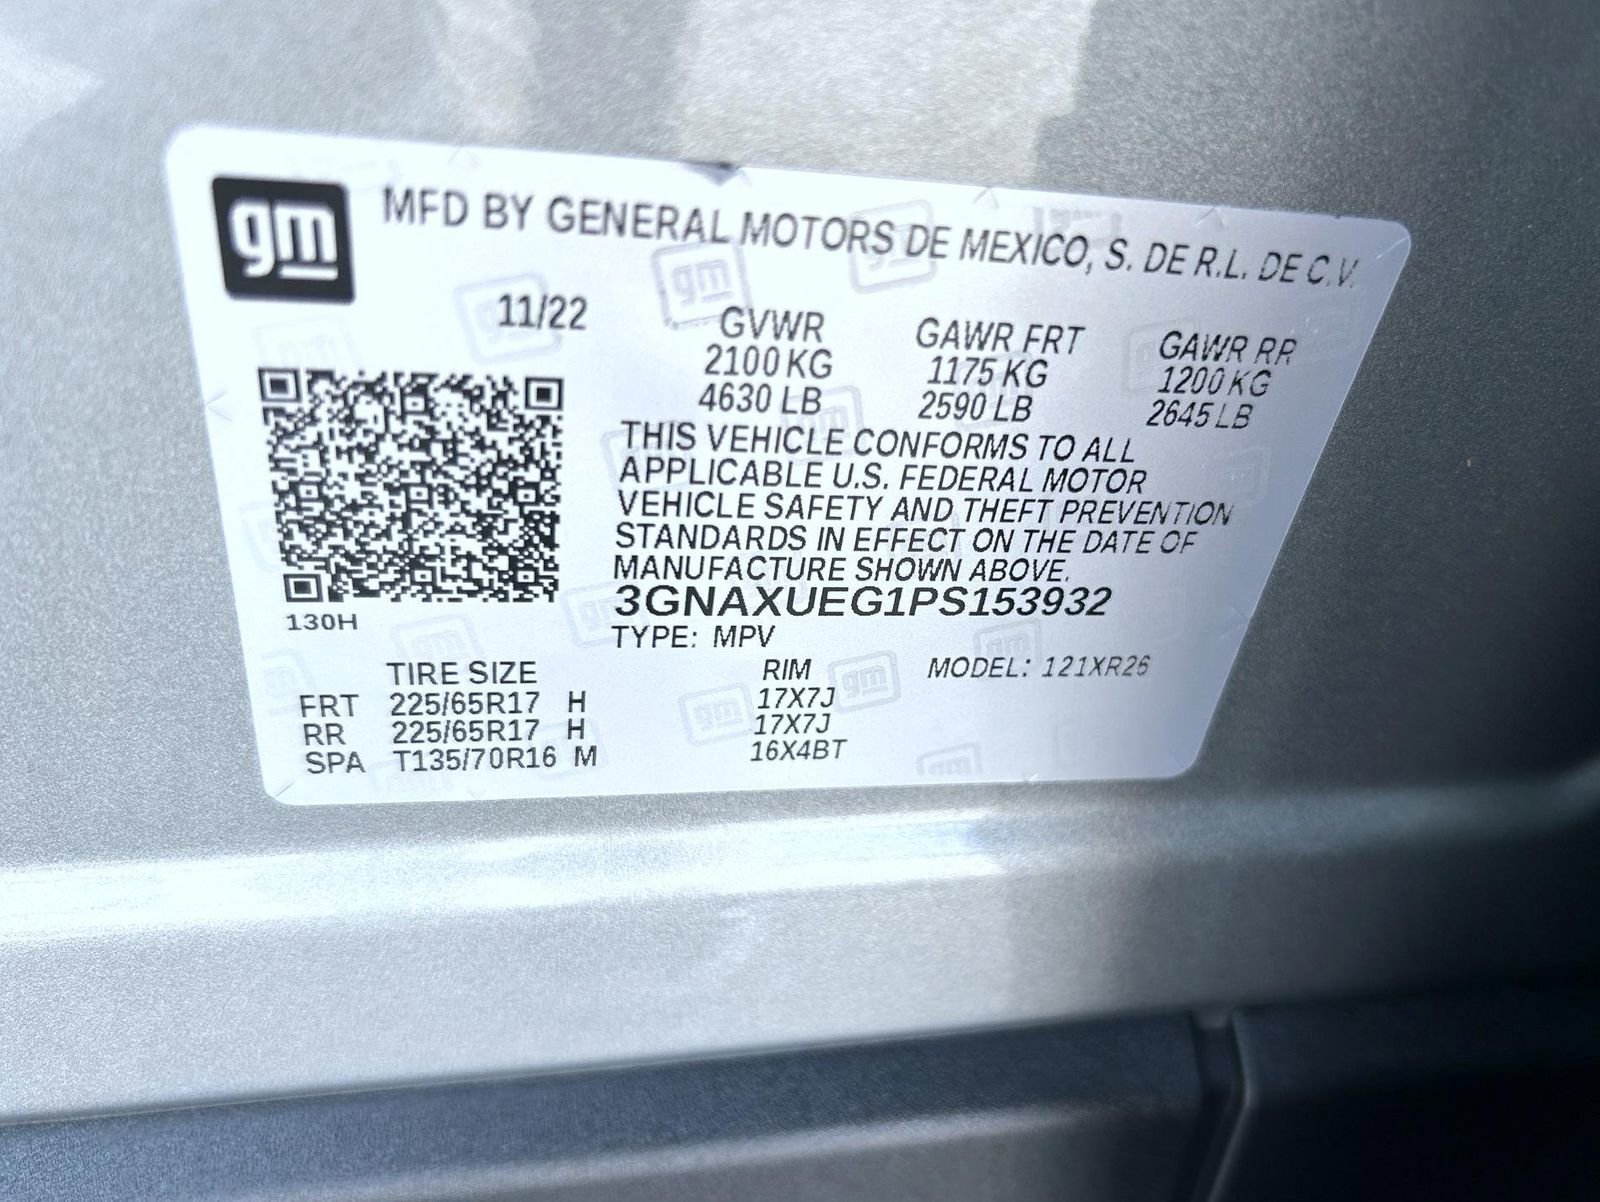 gm MFD BY GENERAL MOTORS DE MEXICO, S. DE R.L. DE C.V.
11/22 GVWR GAWR FRT GAWR RR
2100 KG 1175 KG 1200 KG
4630 LB 2590 LB 2645 LB
THIS VEHICLE CONFORMS TO ALL
APPLICABLE U.S. FEDERAL MOTOR
VEHICLE SAFETY AND THEFT PREVENTION
STANDARDS IN EFFECT ON THE DATE OF
MANUFACTURE SHOWN ABOVE.
3GNAXUEG1PS153932
130H
TYPE: MPV
TIRE SIZE RIM MODEL: 121XR26
FRT 225/65R17 H 17X7J
RR 225/65R17 H 17X7J
SPA T135/70R16 M 16X4BT